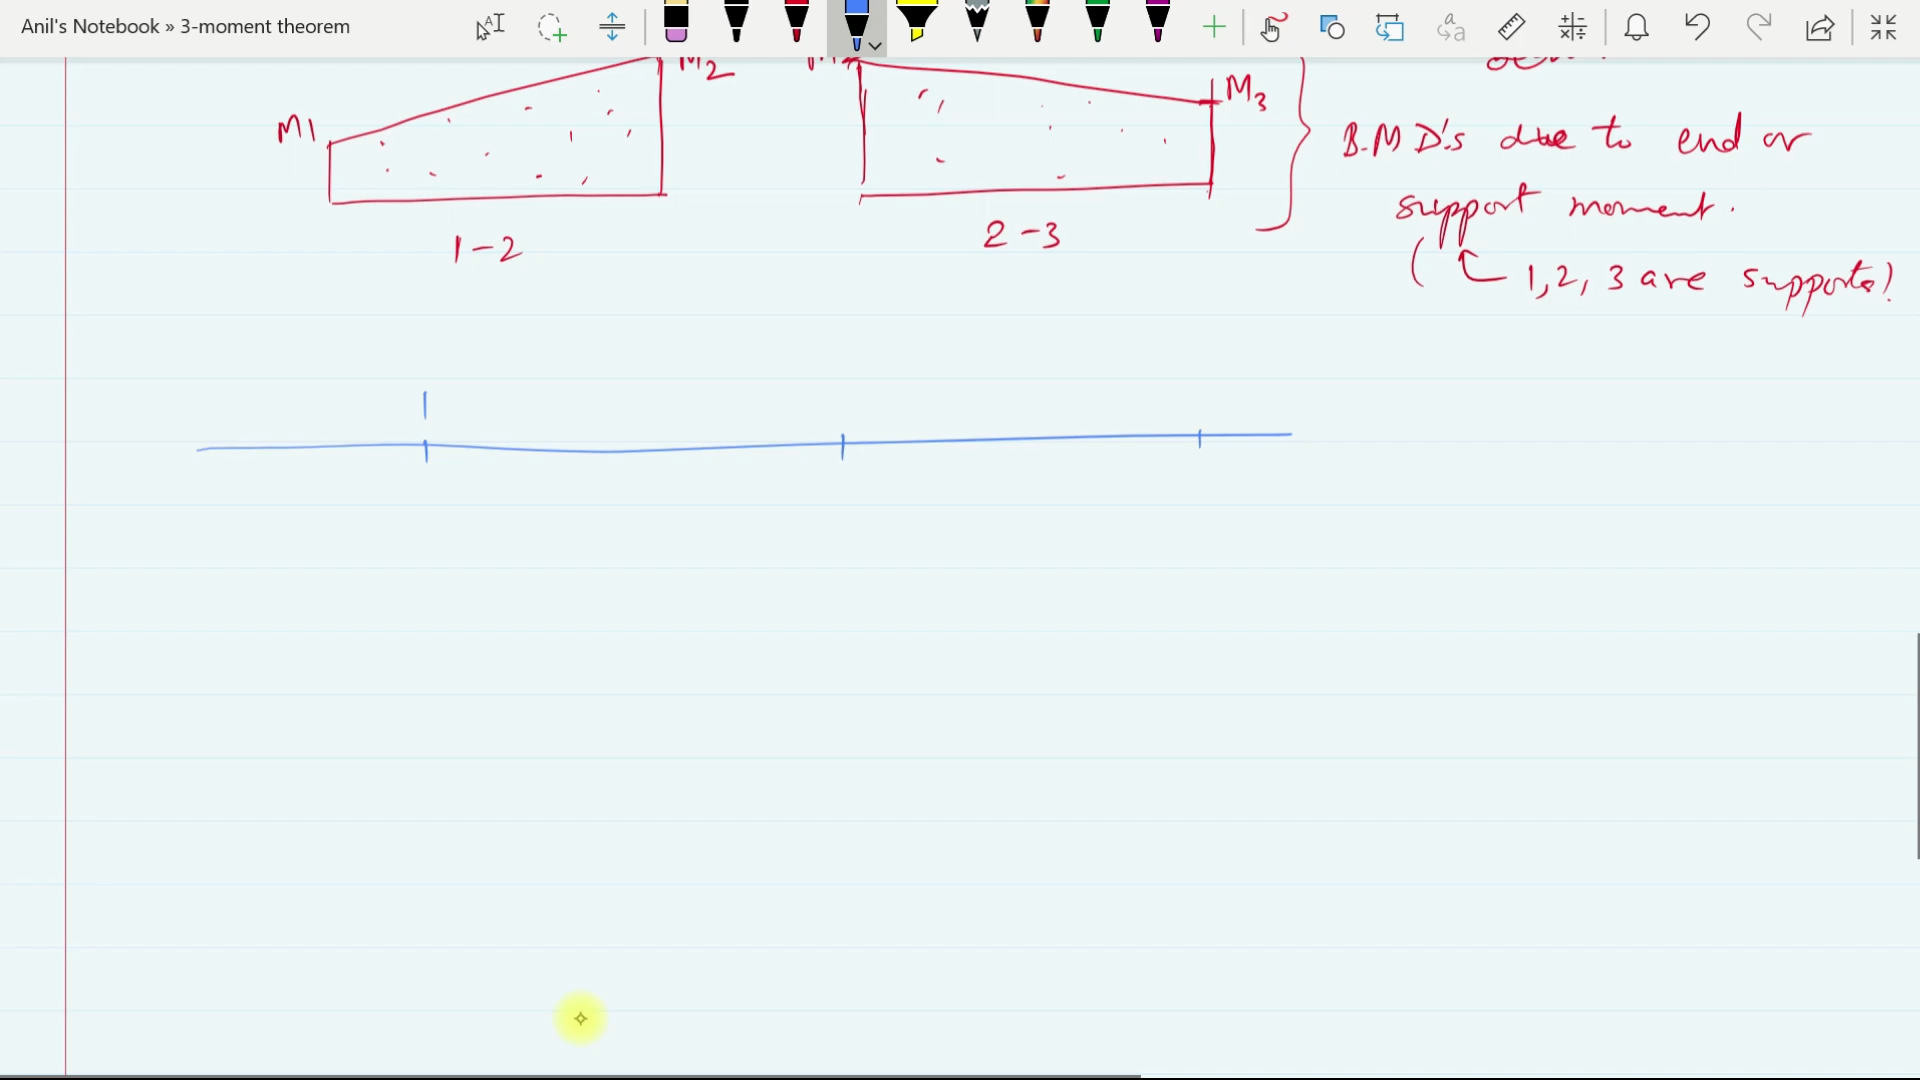 Anil's Notebook » 3-moment theorem
M2
M3
M1
B.M D's due to end or
support moment.
1-2
2-3
( 1,2, 3 are supports)
1